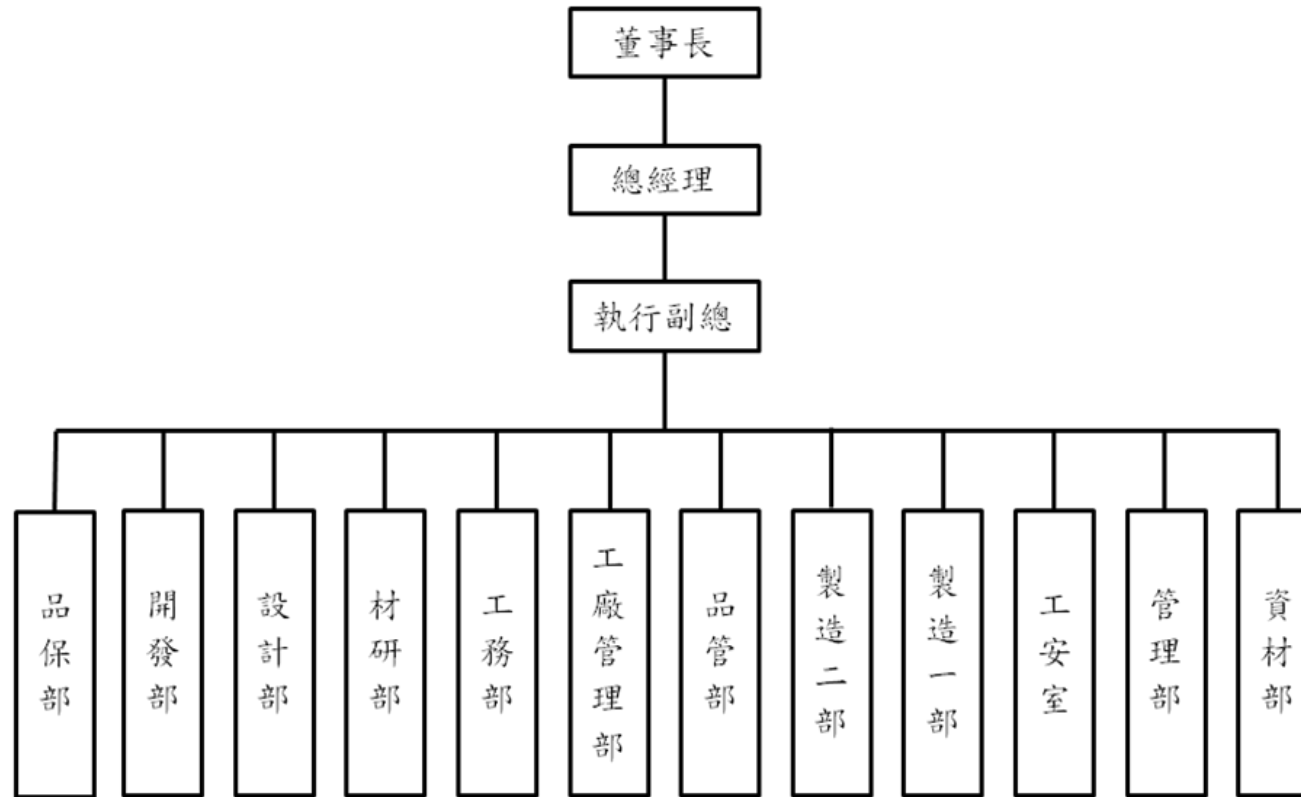 董事長
總經理
執行副總
品保部
開發部
設計部
材研部
工務部
工廠管理部
品管部
製造二部
製造一部
工安室
管理部
資材部